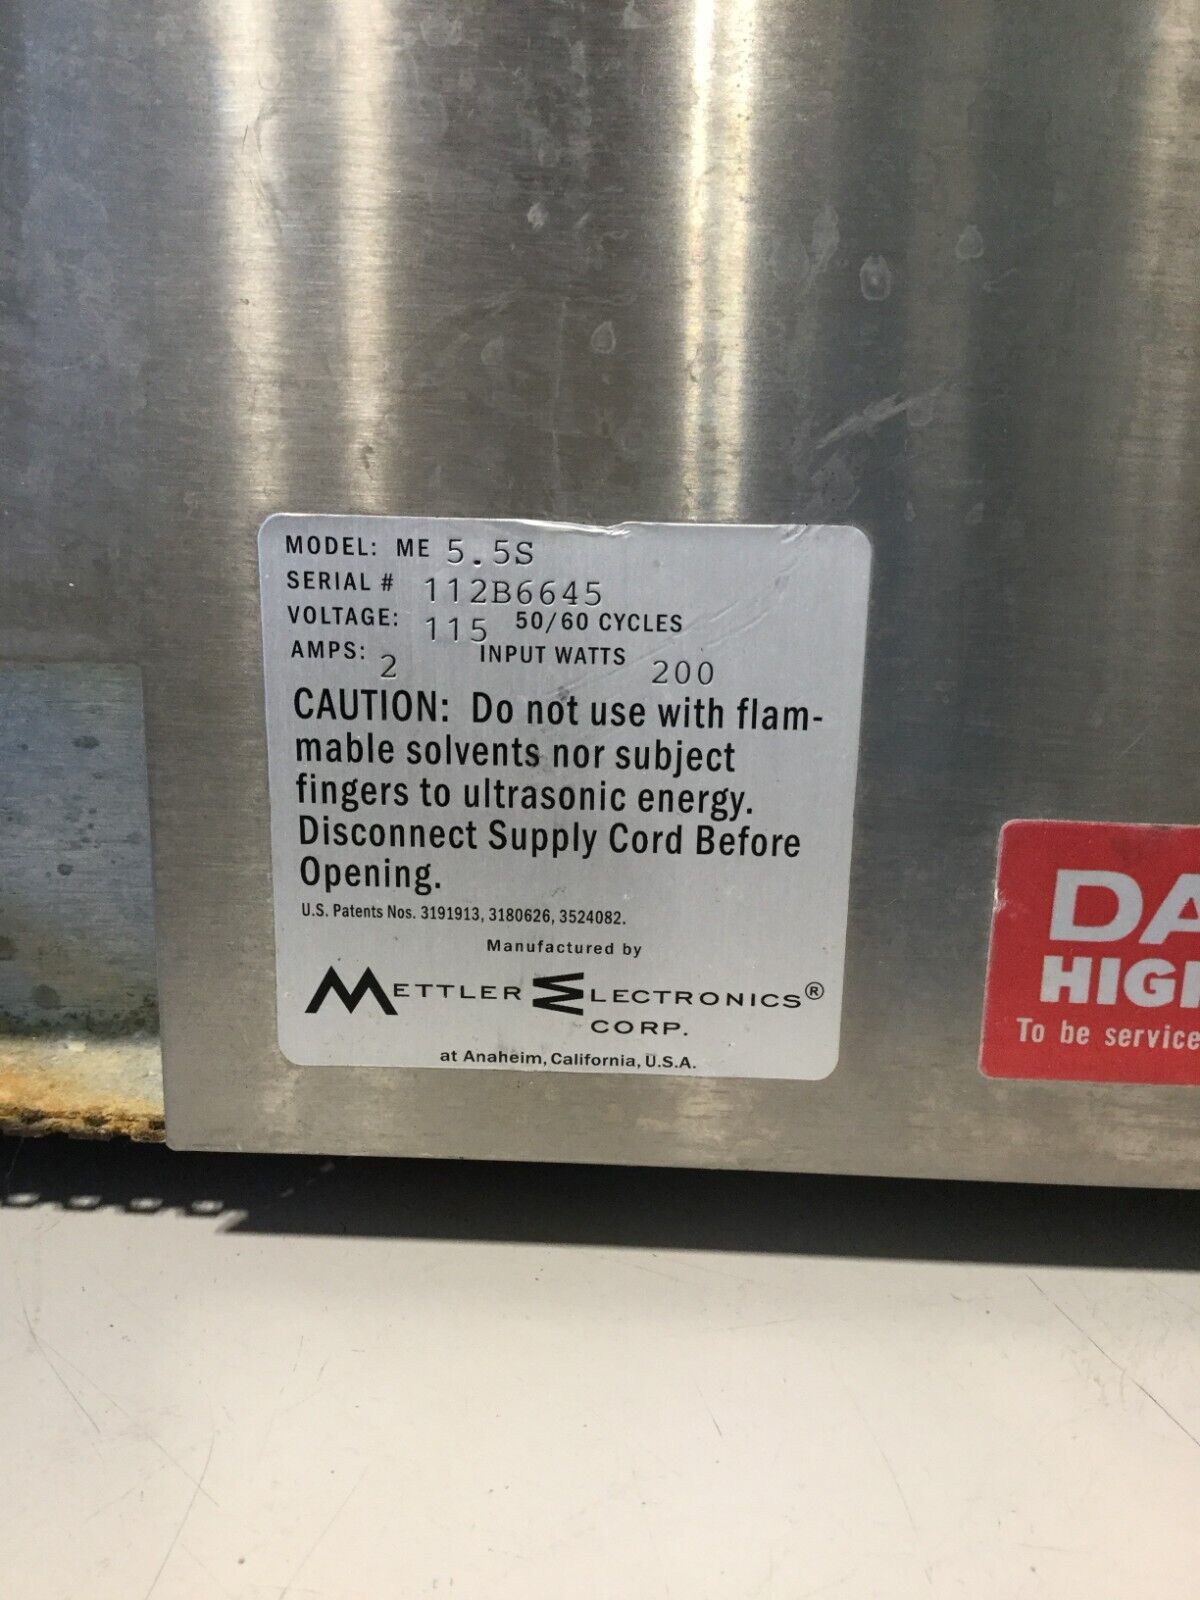 MODEL: ME 5.5S
SERIAL # 112B6645
VOLTAGE: 115 50/60 CYCLES
AMPS: 2 INPUT WATTS 200
CAUTION: Do not use with flam-
mable solvents nor subject
fingers to ultrasonic energy.
Disconnect Supply Cord Before
Opening.
U.S. Patents Nos. 3191913, 3180626, 3524082.
Manufactured by
METTLER ELECTRONICS®
CORP.
at Anaheim, California, U.S.A.
DA
HIG
To be service